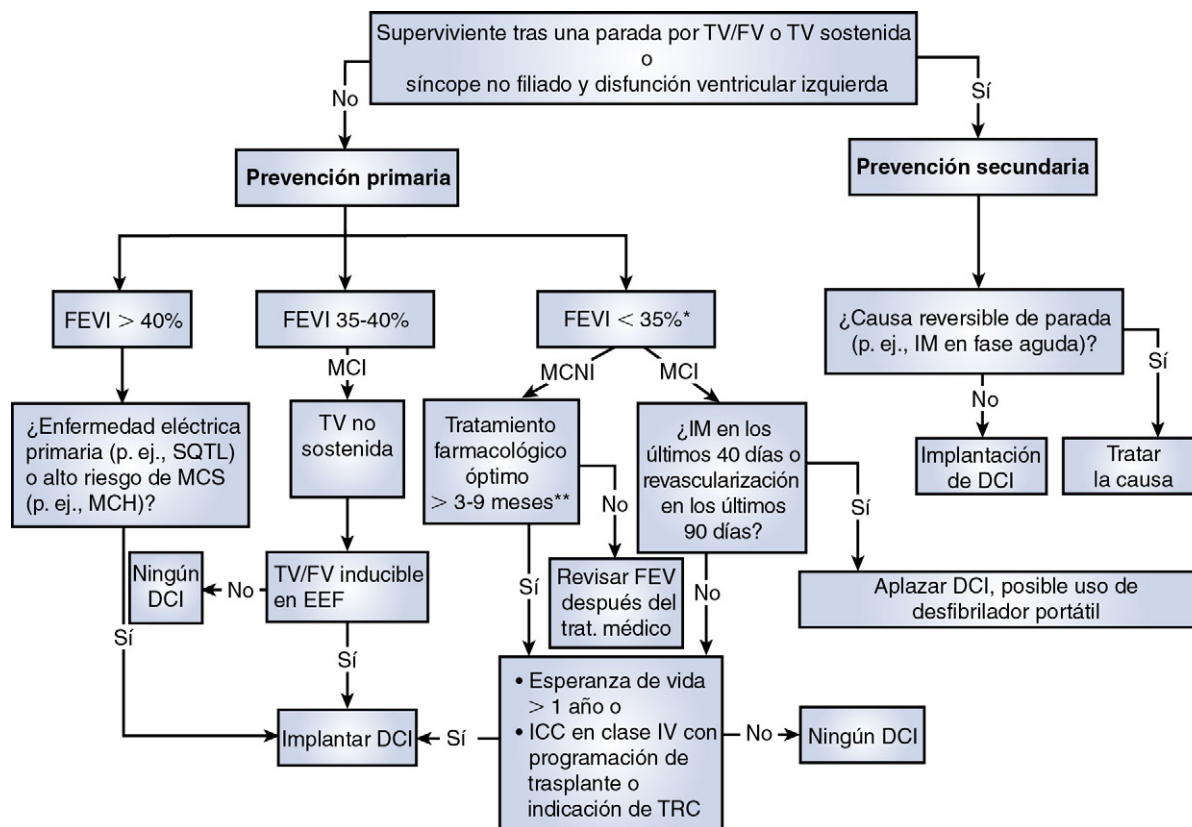 Superviviente tras una parada por TV/FV o TV sostenida
o
síncope no filiado y disfunción ventricular izquierda
No
Sí
Prevención primaria
Prevención secundaria
FEVI > 40%
FEVI 35-40%
FEVI < 35%*
¿Causa reversible de parada
(p. ej., IM en fase aguda)?
MCI
MCNI
MCI
No
Sí
¿Enfermedad eléctrica
primaria (p. ej., SQTL)
o alto riesgo de MCS
(p. ej., MCH)?
TV no
sostenida
Tratamiento
farmacológico
óptimo
> 3-9 meses**
¿IM en los
últimos 40 días o
revascularización
en los últimos
90 días?
Implantación
de DCI
Tratar
la causa
No
Sí
Ningún
DCI
No
TV/FV inducible
en EEF
Sí
Revisar FEV
después del
trat. médico
No
Aplazar DCI, posible uso de
desfibrilador portátil
Sí
Sí
Implantar DCI
Sí
• Esperanza de vida
> 1 año o
• ICC en clase IV con
programación de
trasplante o
indicación de TRC
No
Ningún DCI